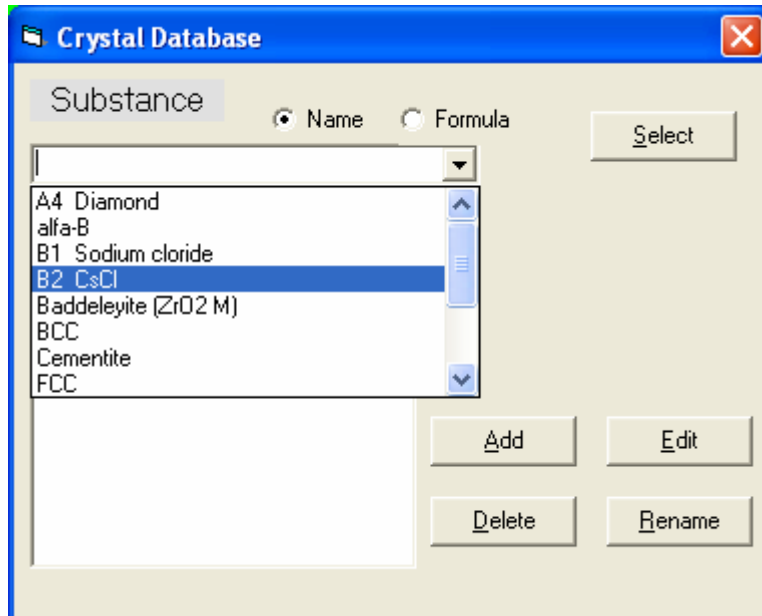 Crystal Database
Substance
Name Formula
Select
A4 Diamond
alfa-B
B1 Sodium cloride
B2 CsCl
Baddeleyite (ZrO2 M)
BCC
Cementite
FCC
Add Edit
Delete Rename